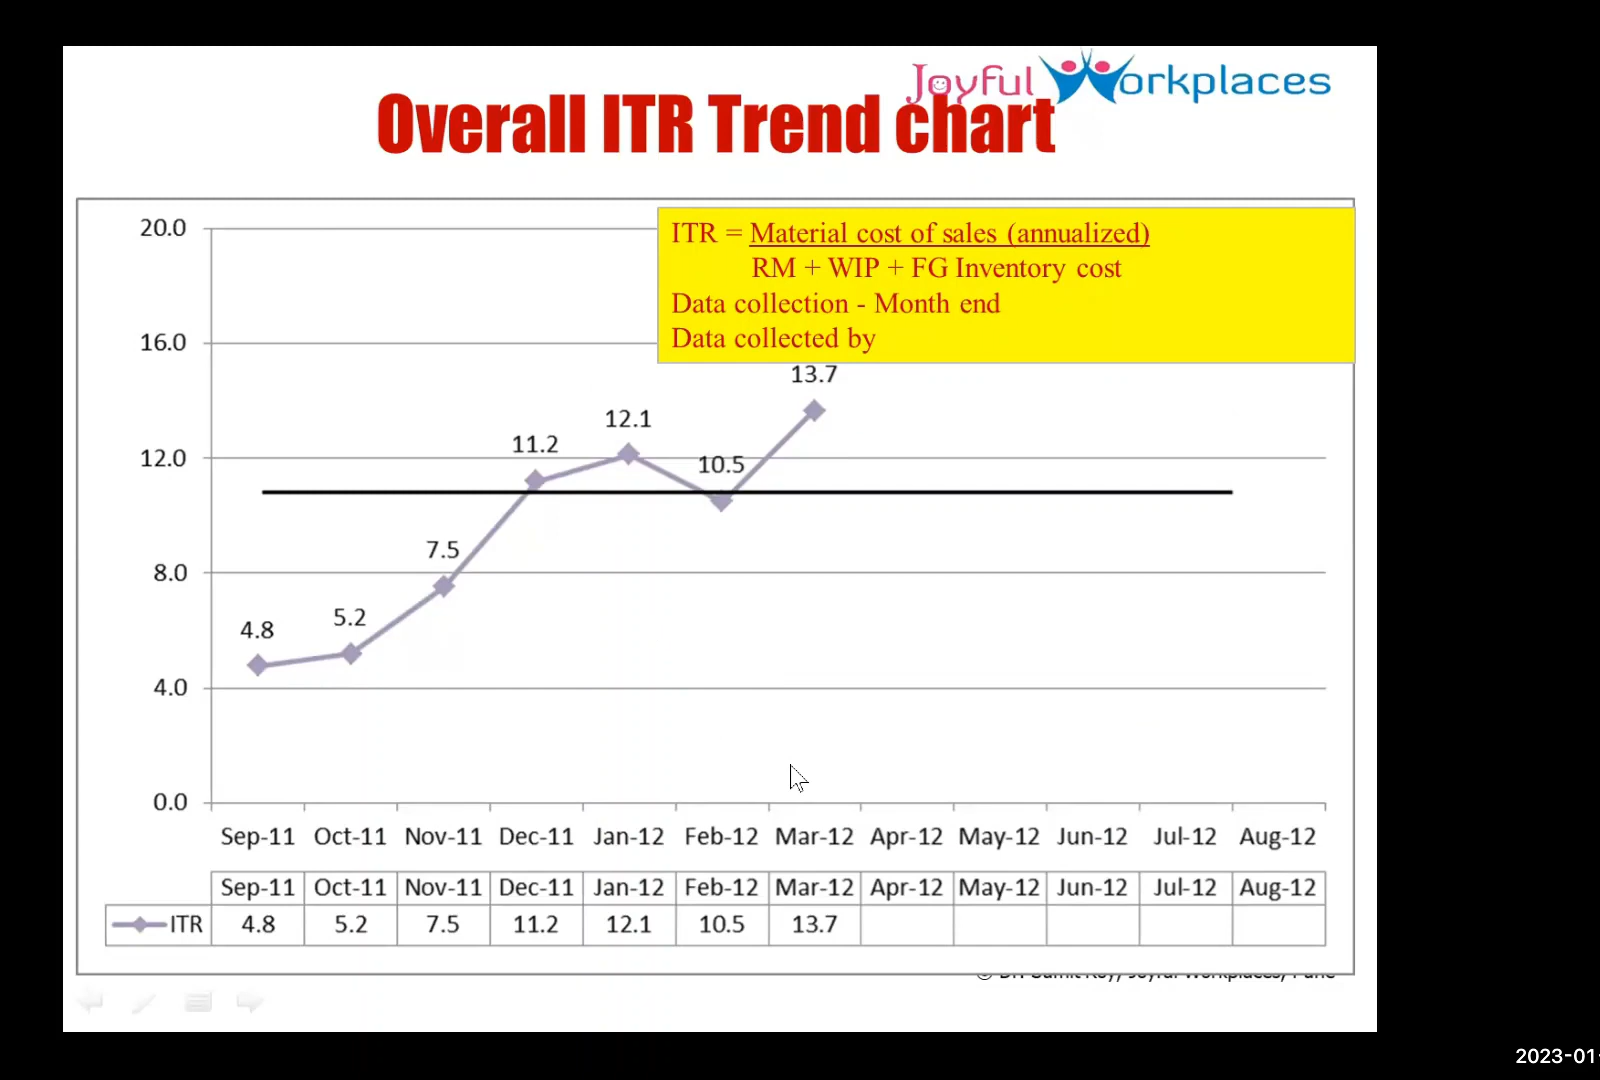 Joyful Workplaces
Overall ITR Trend chart
ITR = Material cost of sales (annualized)
RM + WIP + FG Inventory cost
Data collection - Month end
Data collected by
20.0
16.0
12.0
8.0
4.0
0.0
4.8
5.2
7.5
11.2
12.1
10.5
13.7
Sep-11 Oct-11 Nov-11 Dec-11 Jan-12 Feb-12 Mar-12 Apr-12 May-12 Jun-12 Jul-12 Aug-12
Sep-11 Oct-11 Nov-11 Dec-11 Jan-12 Feb-12 Mar-12 Apr-12 May-12 Jun-12 Jul-12 Aug-12
ITR 4.8 5.2 7.5 11.2 12.1 10.5 13.7
© Dr. Sumit Roy, Joyful Workplaces, Pune
2023-01-